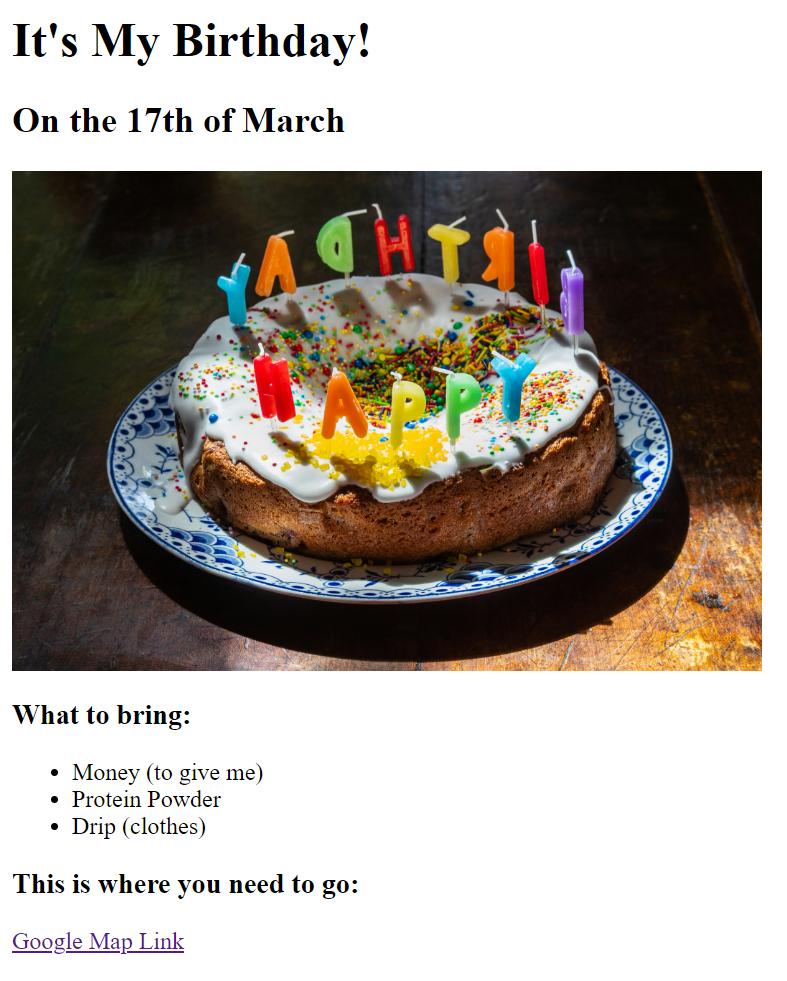 It's My Birthday!
On the 17th of March
YADHTRIB
HAPPY
What to bring:
Money (to give me)
Protein Powder
Drip (clothes)
This is where you need to go:
Google Map Link